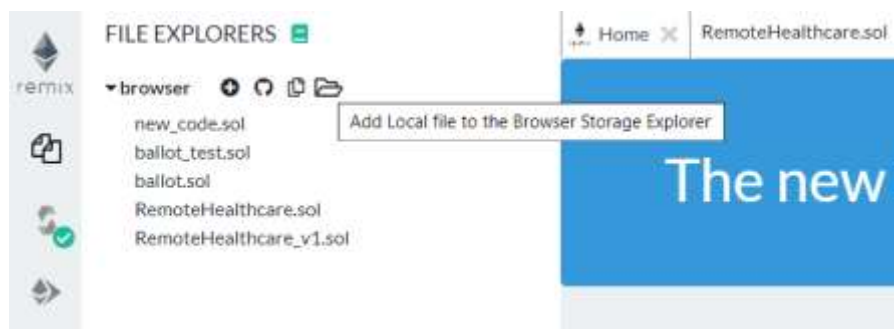 FILE EXPLORERS
Home
RemoteHealthcare.sol
remix
browser
Add Local file to the Browser Storage Explorer
new_code.sol
ballot_test.sol
ballot.sol
RemoteHealthcare.sol
RemoteHealthcare_v1.sol
The new